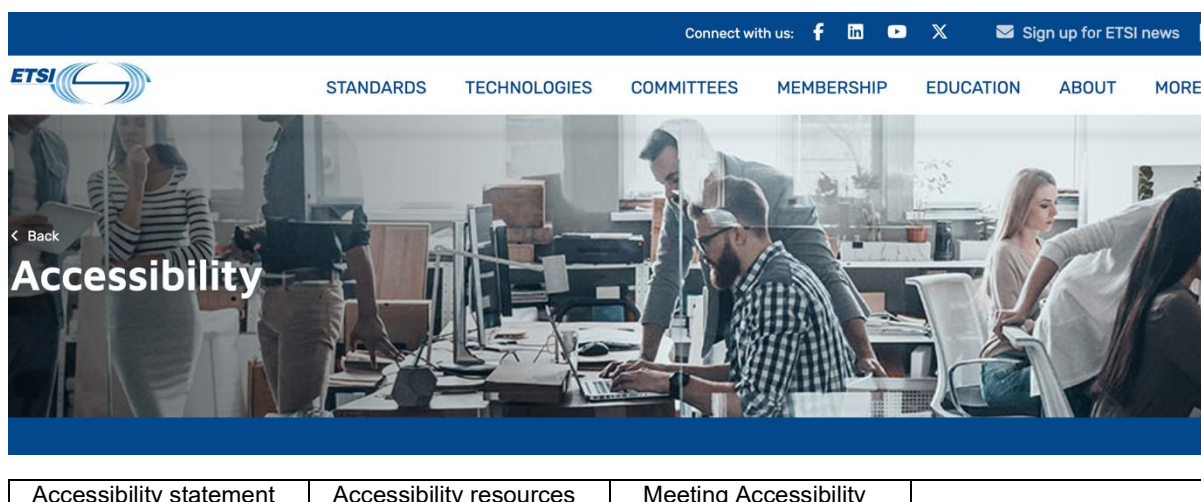 Connect with us: Sign up for ETSI news
ETSI
STANDARDS TECHNOLOGIES COMMITTEES MEMBERSHIP EDUCATION ABOUT MORE
< Back
Accessibility
Accessibility statement Accessibility resources Meeting Accessibility